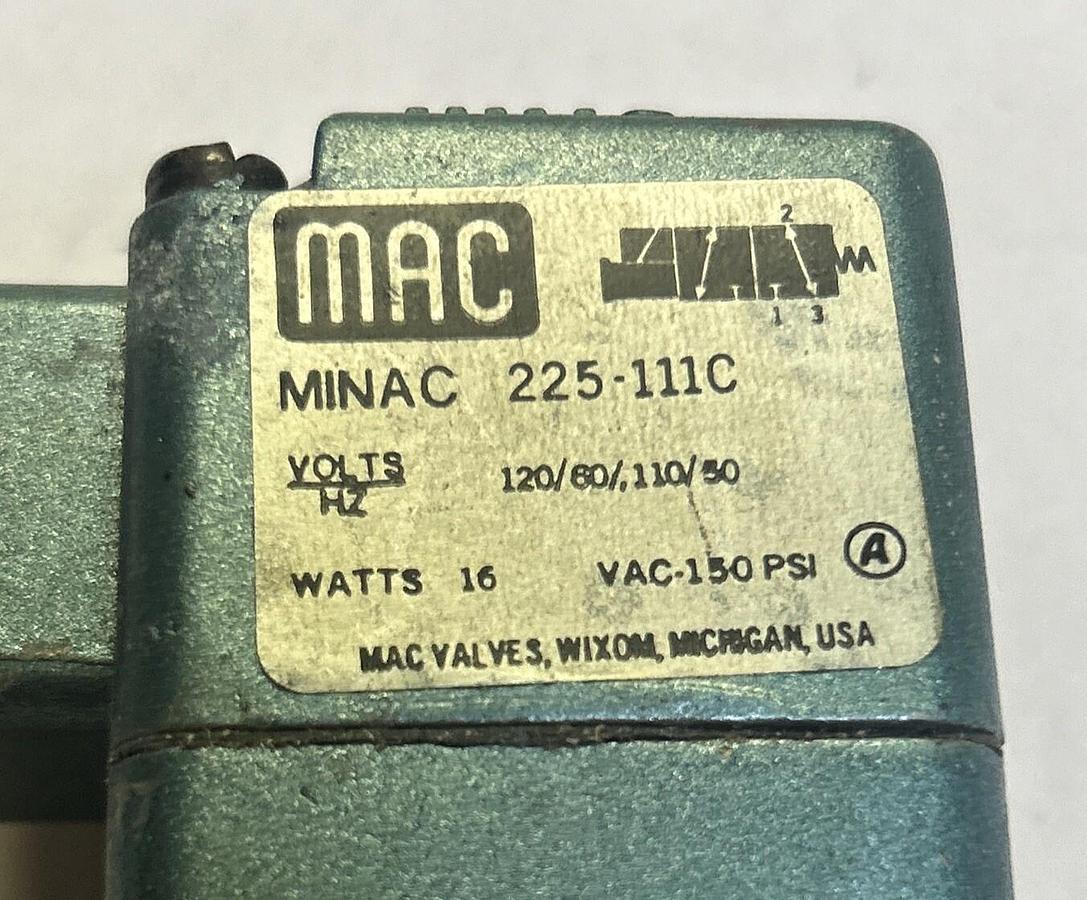 MAC
2
1 3
MINAC 225-111C
VOLTS
HZ
120/60/,110/50
WATTS 16
VAC-150 PSI
A
MAC VALVES, WIXOM, MICHIGAN, USA